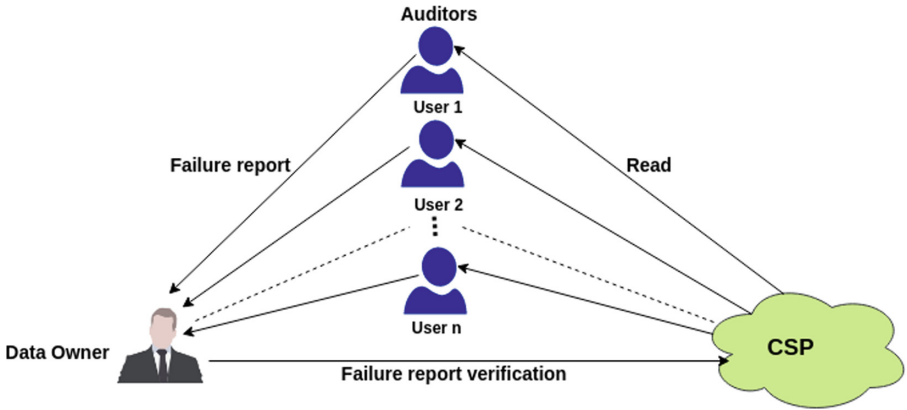 Auditors
User 1
Failure report
Read
User 2
User n
CSP
Data Owner
Failure report verification